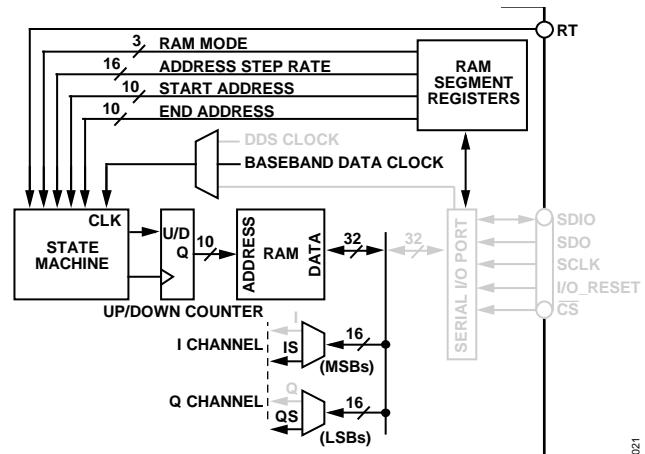 RT
3 RAM MODE
16 ADDRESS STEP RATE
10 START ADDRESS
10 END ADDRESS
RAM
SEGMENT
REGISTERS
DDS CLOCK
BASEBAND DATA CLOCK
CLK
STATE
MACHINE
U/D
Q
10
ADDRESS
RAM
DATA
32
32
SERIAL I/O PORT
SDIO
SDO
SCLK
I/O_RESET
CS
UP/DOWN COUNTER
I
I CHANNEL
IS
16
(MSBs)
Q
Q CHANNEL
QS
16
(LSBs)
021